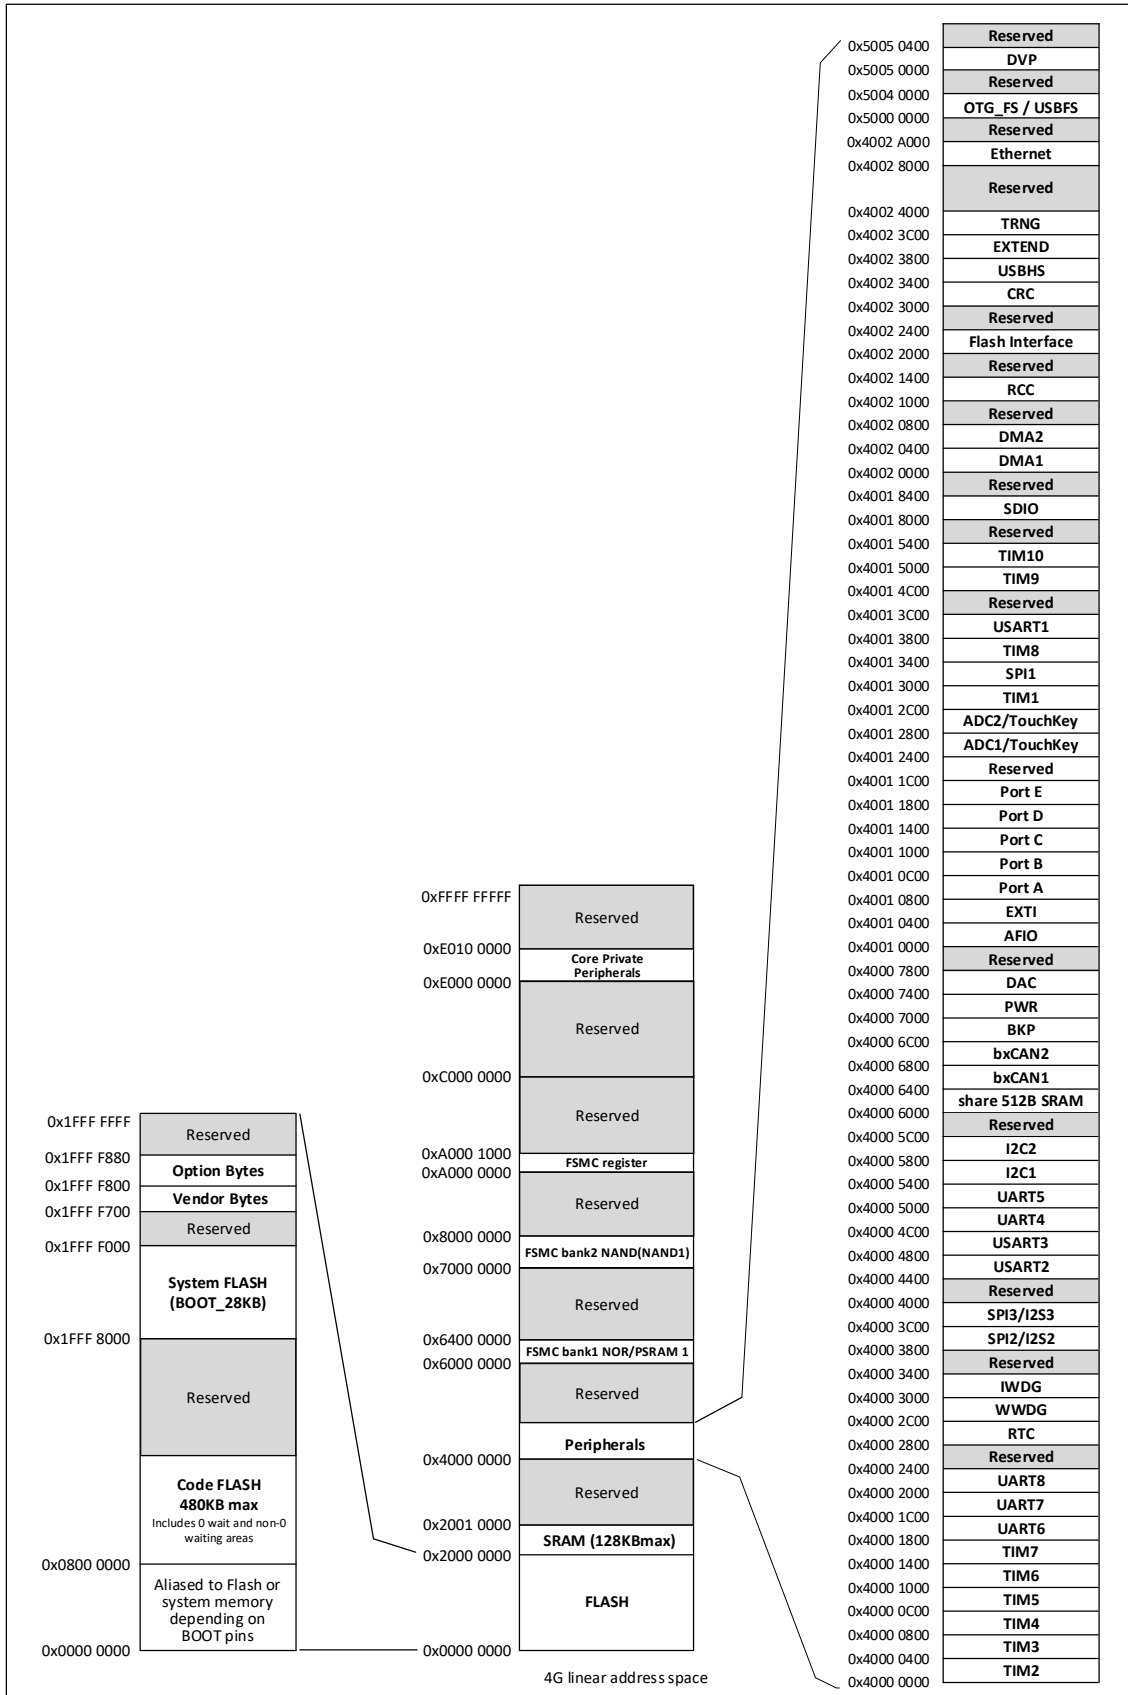 0x1FFF FFFF
Reserved
0x1FFF F880
Option Bytes
0x1FFF F800
Vendor Bytes
0x1FFF F700
Reserved
0x1FFF F000
System FLASH
(BOOT_28KB)
0x1FFF 8000
Reserved
Code FLASH
480KB max
Includes 0 wait and non-0
waiting areas
0x0800 0000
Aliased to Flash or
system memory
depending on
BOOT pins
0x0000 0000
0xFFFF FFFFF
Reserved
0xE010 0000
Core Private
Peripherals
0xE000 0000
Reserved
0xC000 0000
Reserved
0xA000 1000
FSMC register
0xA000 0000
Reserved
0x8000 0000
FSMC bank2 NAND(NAND1)
0x7000 0000
Reserved
0x6400 0000
FSMC bank1 NOR/PSRAM 1
0x6000 0000
Reserved
Peripherals
0x4000 0000
Reserved
0x2001 0000
SRAM (128KBmax)
0x2000 0000
FLASH
0x0000 0000
4G linear address space
Reserved
0x5005 0400
DVP
0x5005 0000
Reserved
0x5004 0000
OTG_FS / USBFS
0x5000 0000
Reserved
0x4002 A000
Ethernet
0x4002 8000
Reserved
0x4002 4000
TRNG
0x4002 3C00
EXTEND
0x4002 3800
USBHS
0x4002 3400
CRC
0x4002 3000
Reserved
0x4002 2400
Flash Interface
0x4002 2000
Reserved
0x4002 1400
RCC
0x4002 1000
Reserved
0x4002 0800
DMA2
0x4002 0400
DMA1
0x4002 0000
Reserved
0x4001 8400
SDIO
0x4001 8000
Reserved
0x4001 5400
TIM10
0x4001 5000
TIM9
0x4001 4C00
Reserved
0x4001 3C00
USART1
0x4001 3800
TIM8
0x4001 3400
SPI1
0x4001 3000
TIM1
0x4001 2C00
ADC2/TouchKey
0x4001 2800
ADC1/TouchKey
0x4001 2400
Reserved
0x4001 1C00
Port E
0x4001 1800
Port D
0x4001 1400
Port C
0x4001 1000
Port B
0x4001 0C00
Port A
0x4001 0800
EXTI
0x4001 0400
AFIO
0x4001 0000
Reserved
0x4000 7800
DAC
0x4000 7400
PWR
0x4000 7000
BKP
0x4000 6C00
bxCAN2
0x4000 6800
bxCAN1
0x4000 6400
share 512B SRAM
0x4000 6000
Reserved
0x4000 5C00
I2C2
0x4000 5800
I2C1
0x4000 5400
UART5
0x4000 5000
UART4
0x4000 4C00
USART3
0x4000 4800
USART2
0x4000 4400
Reserved
0x4000 4000
SPI3/I2S3
0x4000 3C00
SPI2/I2S2
0x4000 3800
Reserved
0x4000 3400
IWDG
0x4000 3000
WWDG
0x4000 2C00
RTC
0x4000 2800
Reserved
0x4000 2400
UART8
0x4000 2000
UART7
0x4000 1C00
UART6
0x4000 1800
TIM7
0x4000 1400
TIM6
0x4000 1000
TIM5
0x4000 0C00
TIM4
0x4000 0800
TIM3
0x4000 0400
TIM2
0x4000 0000